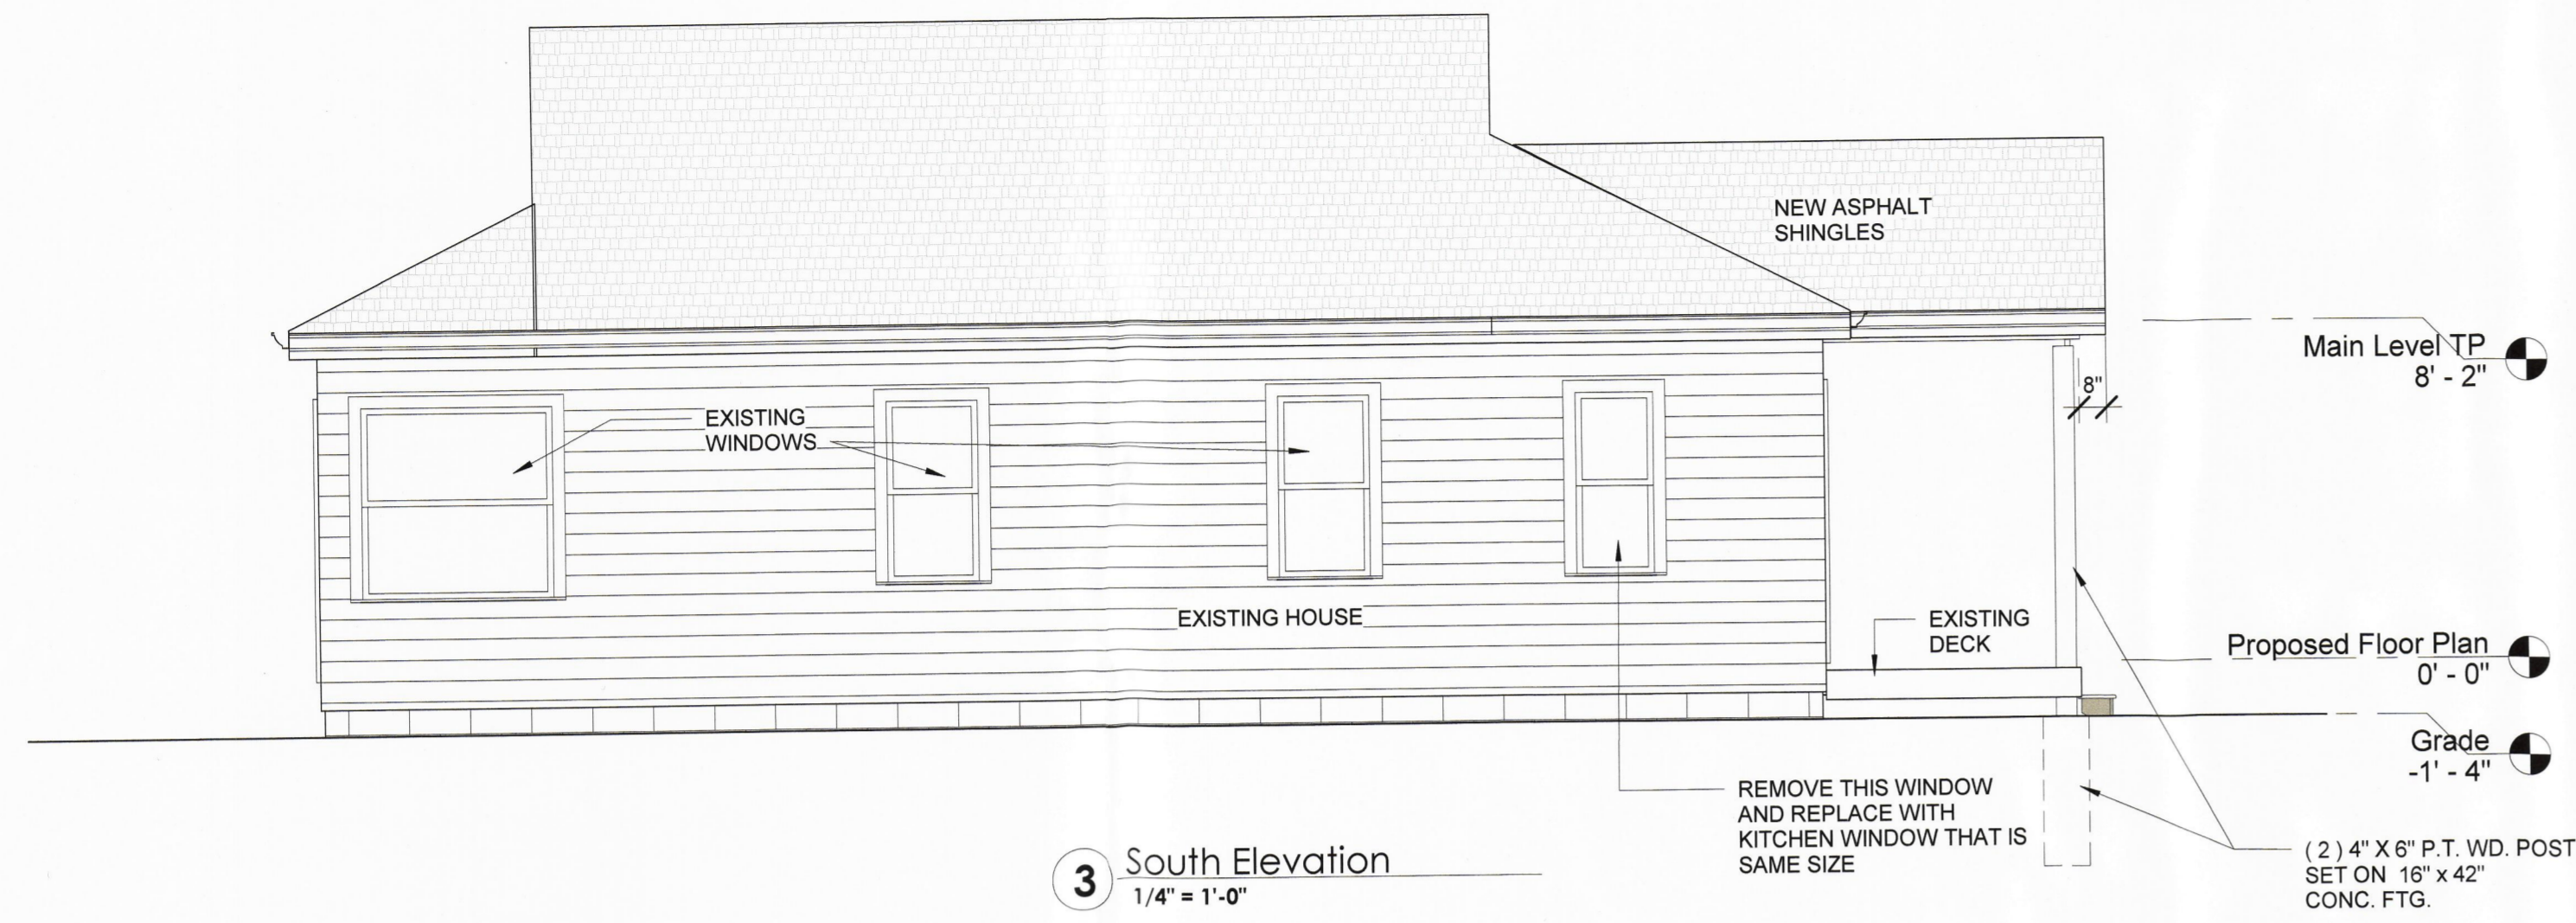 NEW ASPHALT
SHINGLES
Main Level TP
8' - 2"
8"
EXISTING
WINDOWS
EXISTING HOUSE
EXISTING
DECK
Proposed Floor Plan
0' - 0"
Grade
-1' - 4"
REMOVE THIS WINDOW
AND REPLACE WITH
KITCHEN WINDOW THAT IS
SAME SIZE
( 2 ) 4" X 6" P.T. WD. POST
SET ON 16" x 42"
CONC. FTG.
3 South Elevation
1/4" = 1'-0"